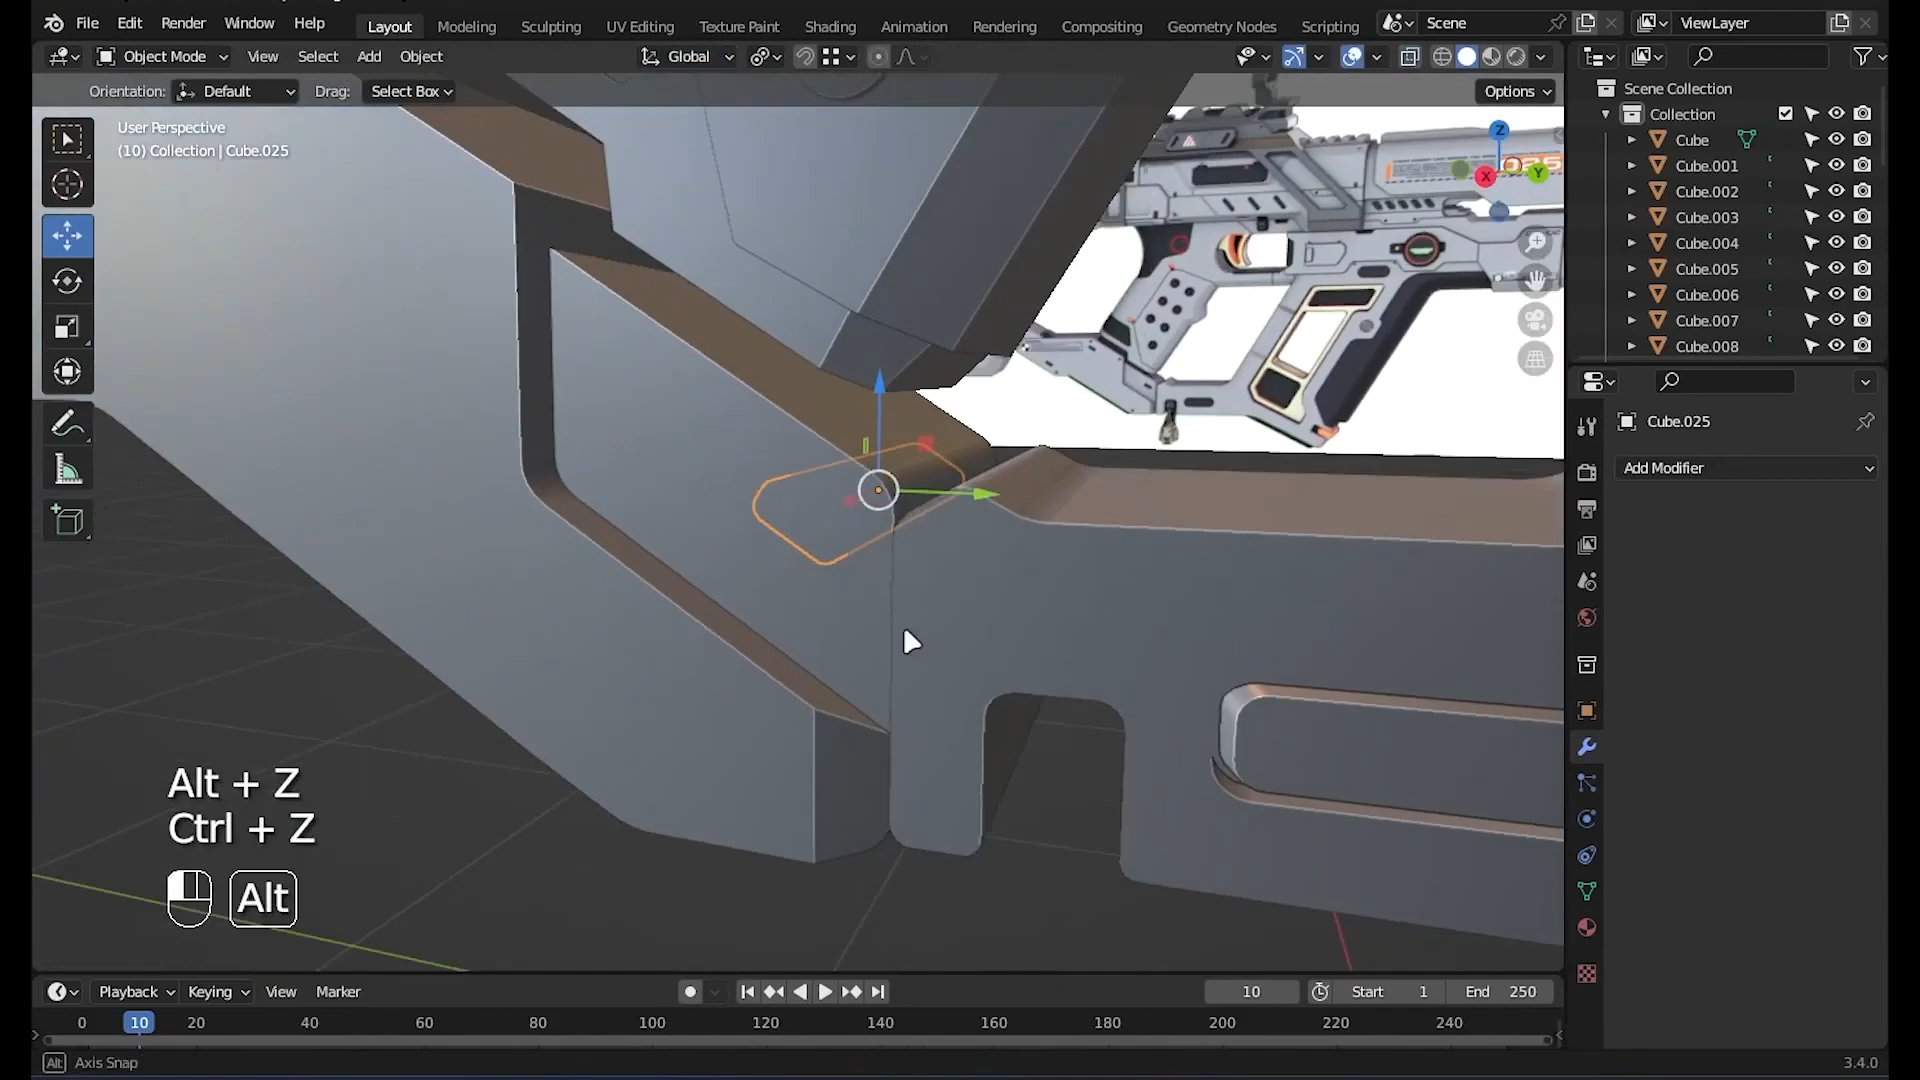 File Edit Render Window Help Layout Modeling Sculpting UV Editing Texture Paint Shading Animation Rendering Compositing Geometry Nodes Scripting Scene ViewLayer
Object Mode View Select Add Object Global
Orientation: Default Drag: Select Box Options
User Perspective
(10) Collection | Cube.025
Z
Y
X
025
Scene Collection
Collection
Cube
Cube.001
Cube.002
Cube.003
Cube.004
Cube.005
Cube.006
Cube.007
Cube.008
Cube.025
Add Modifier
Alt + Z
Ctrl + Z
Alt
Playback Keying View Marker 10 Start 1 End 250
0 10 20 40 60 80 100 120 140 160 180 200 220 240
Alt Axis Snap 3.4.0